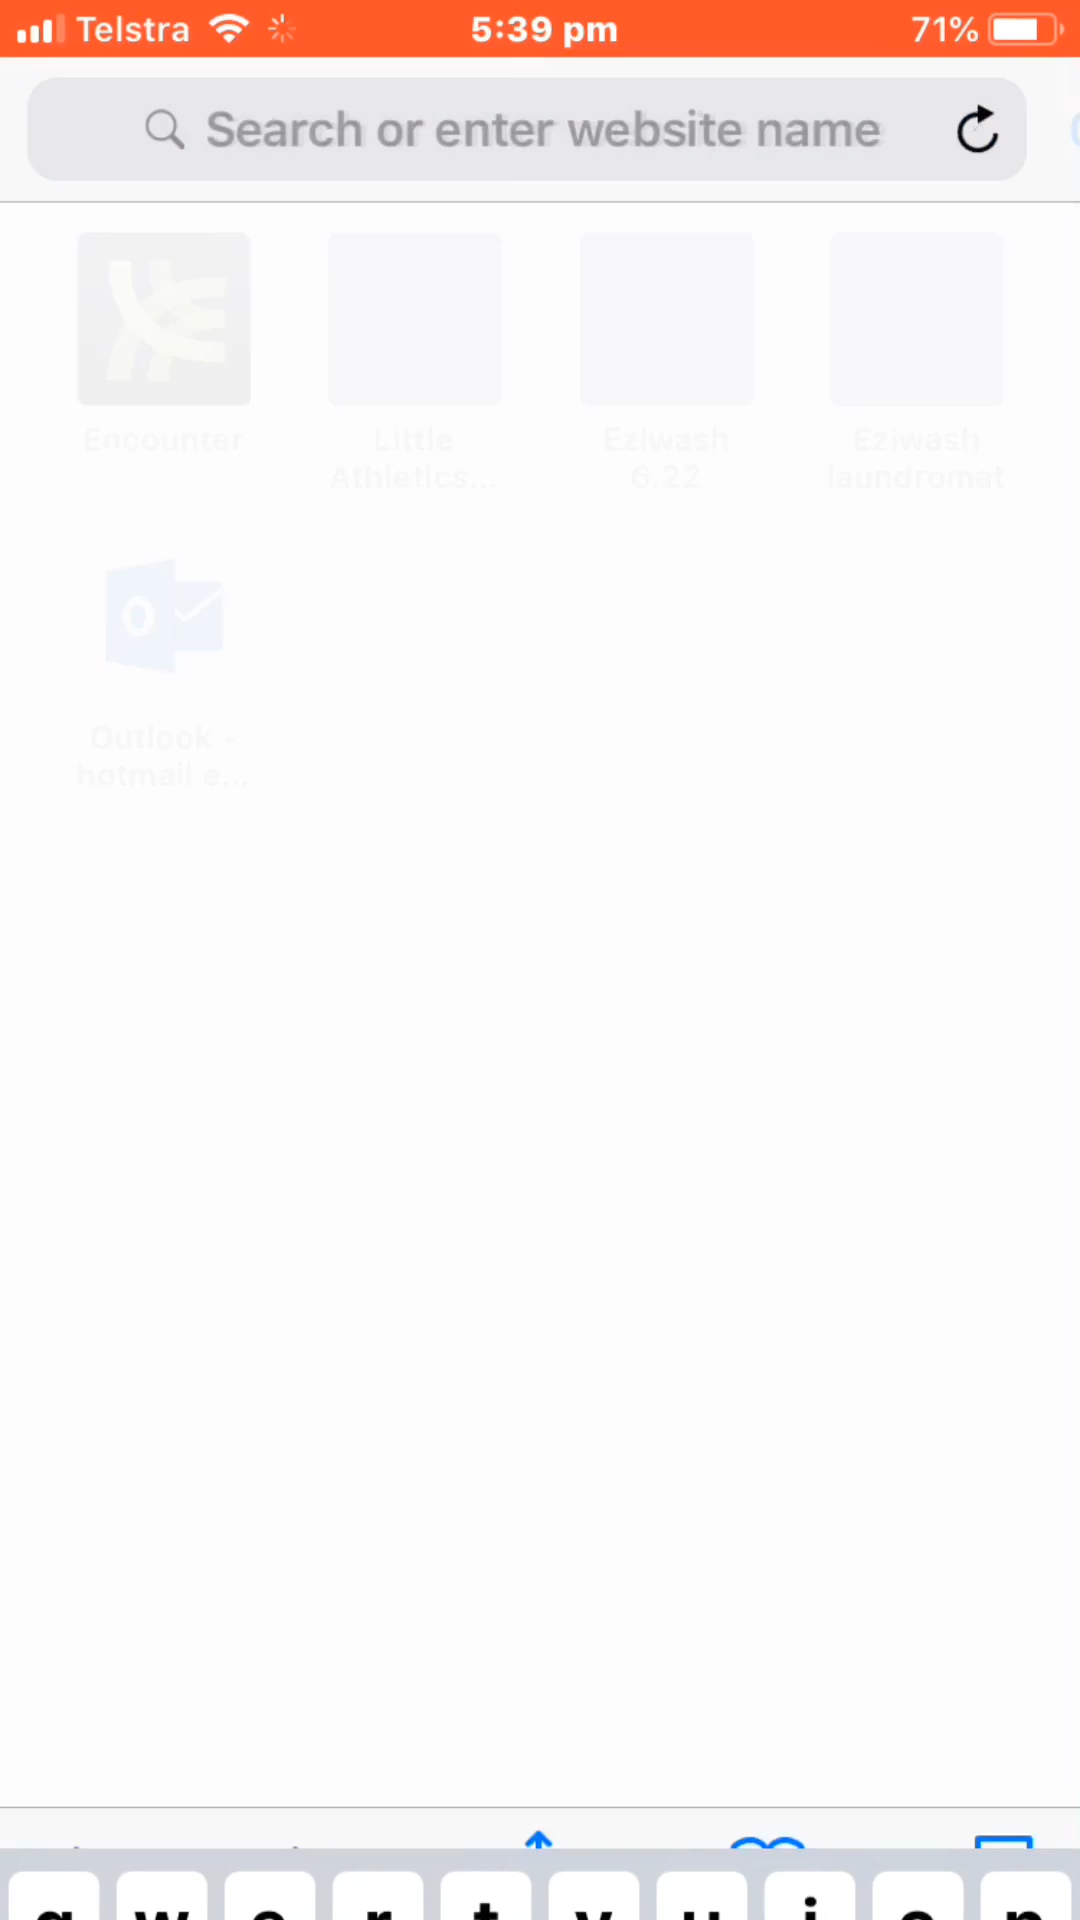 Telstra 5:39 pm 71%
Search or enter website name
Encounter Little Athletics... Eziwash 6.22 Eziwash laundromat
Outlook - hotmail e...
q w e r t y u i o p